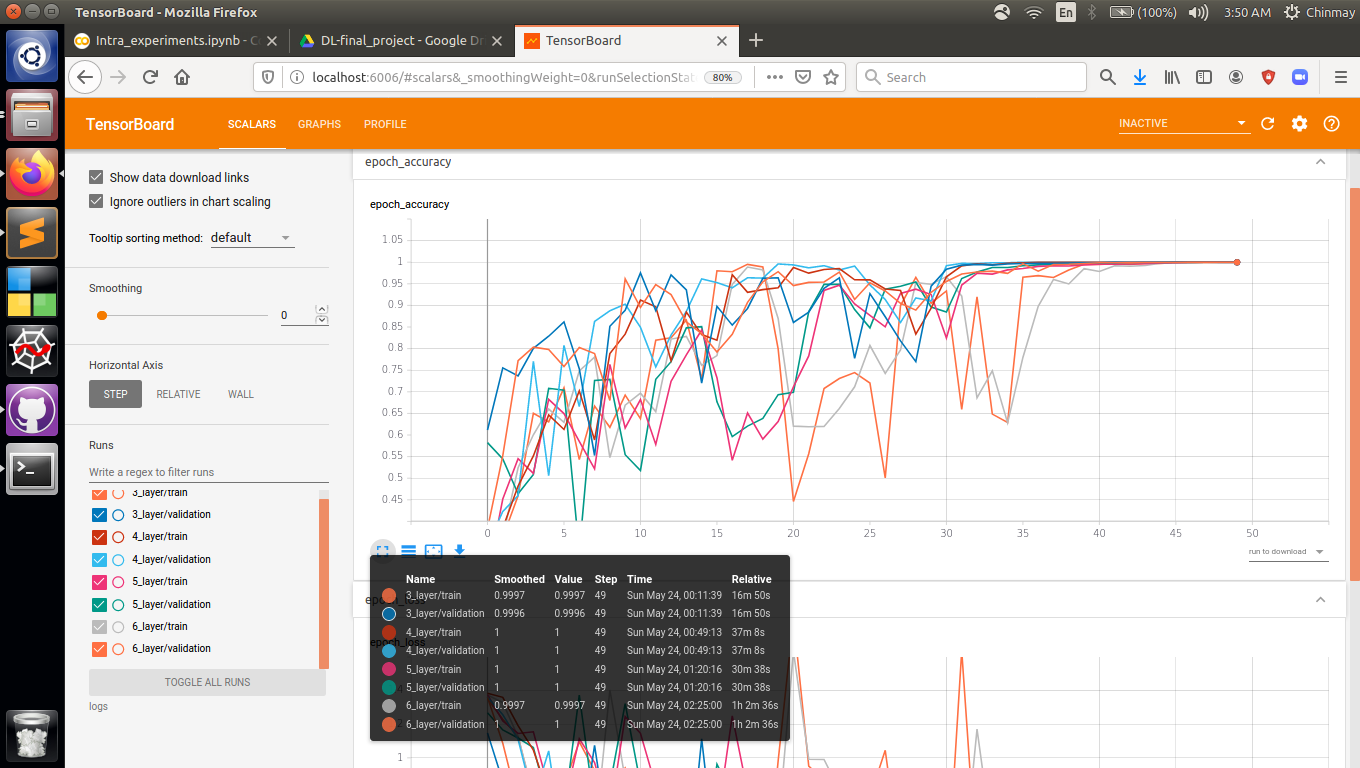 TensorBoard - Mozilla Firefox
En
(100%)
3:50 AM
Chinmay
Intra_experiments.ipynb - C
DL-final_project - Google Dr
TensorBoard
localhost:6006/#scalars&_smoothingWeight=0&runSelectionStat
80%
Search
TensorBoard
SCALARS
GRAPHS
PROFILE
INACTIVE
Show data download links
Ignore outliers in chart scaling
Tooltip sorting method: default
Smoothing
0
Horizontal Axis
STEP
RELATIVE
WALL
Runs
Write a regex to filter runs
3_layer/train
3_layer/validation
4_layer/train
4_layer/validation
5_layer/train
5_layer/validation
6_layer/train
6_layer/validation
TOGGLE ALL RUNS
logs
epoch_accuracy
epoch_accuracy
1.05
1
0.95
0.9
0.85
0.8
0.75
0.7
0.65
0.6
0.55
0.5
0.45
0 5 10 15 20 25 30 35 40 45 50
run to download
Name Smoothed Value Step Time Relative
3_layer/train 0.9997 0.9997 49 Sun May 24, 00:11:39 16m 50s
3_layer/validation 0.9996 0.9996 49 Sun May 24, 00:11:39 16m 50s
4_layer/train 1 1 49 Sun May 24, 00:49:13 37m 8s
4_layer/validation 1 1 49 Sun May 24, 00:49:13 37m 8s
5_layer/train 1 1 49 Sun May 24, 01:20:16 30m 38s
5_layer/validation 1 1 49 Sun May 24, 01:20:16 30m 38s
6_layer/train 0.9997 0.9997 49 Sun May 24, 02:25:00 1h 2m 36s
6_layer/validation 1 1 49 Sun May 24, 02:25:00 1h 2m 36s
epoch_loss
epoch_loss
1